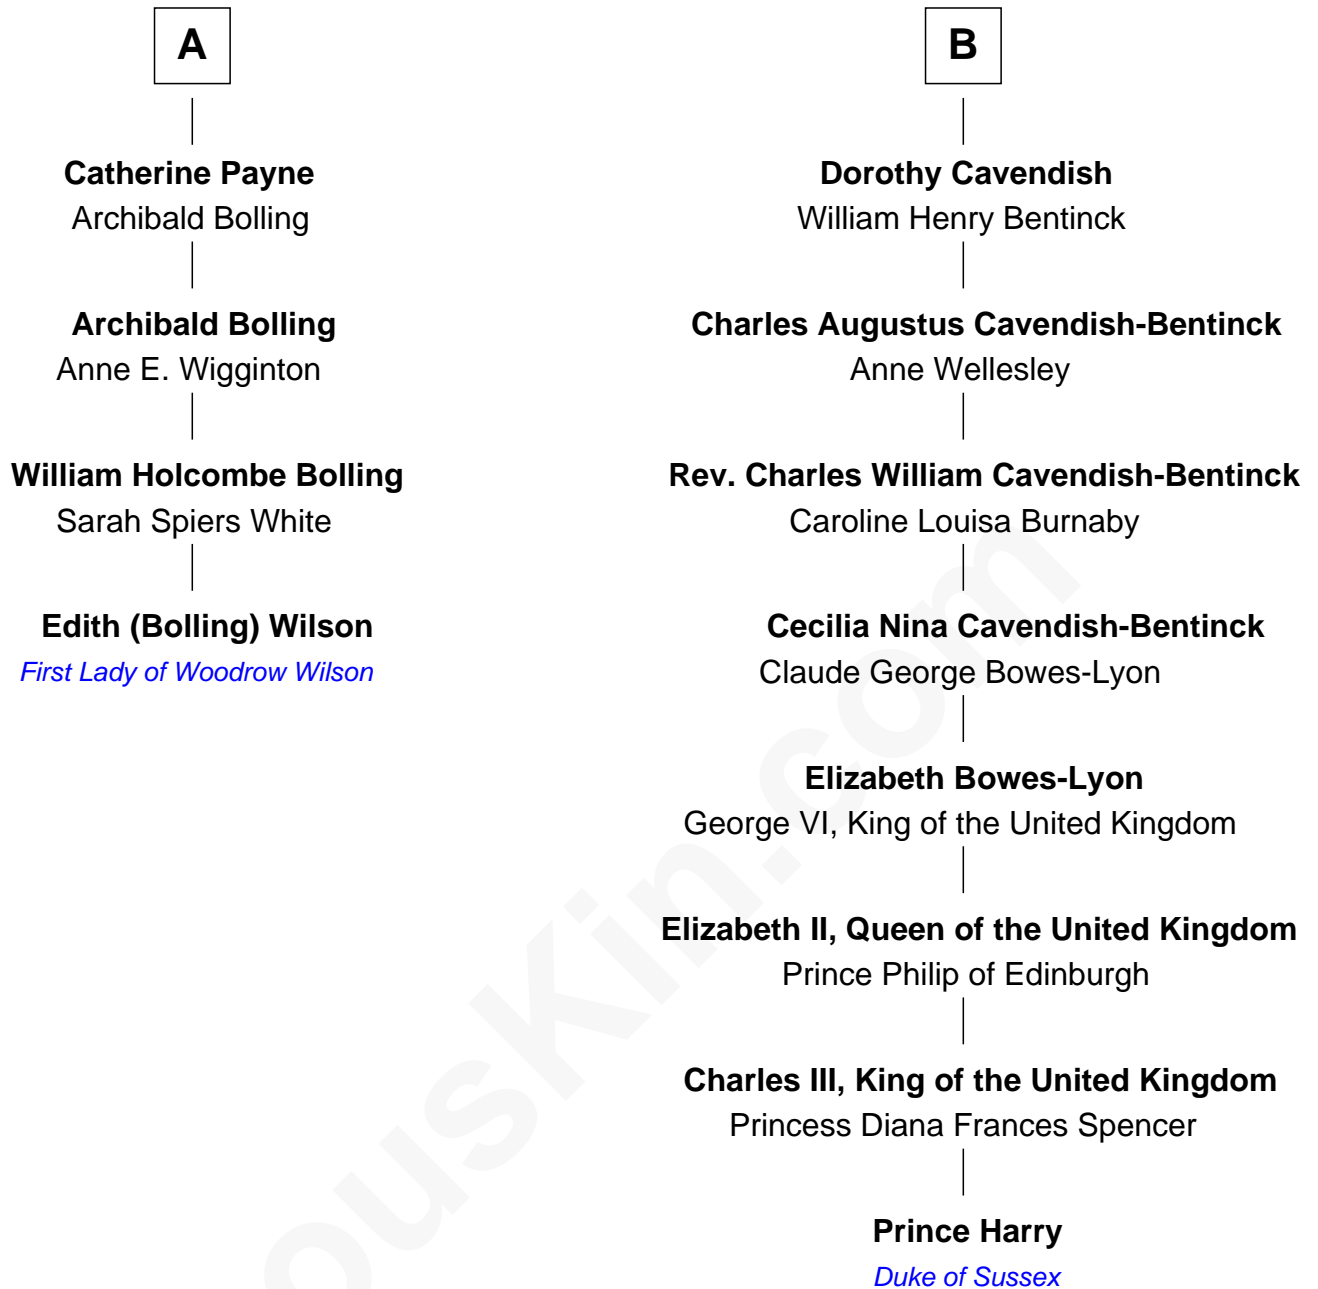 A
Catherine Payne
Archibald Bolling
Archibald Bolling
Anne E. Wigginton
William Holcombe Bolling
Sarah Spiers White
Edith (Bolling) Wilson
First Lady of Woodrow Wilson
B
Dorothy Cavendish
William Henry Bentinck
Charles Augustus Cavendish-Bentinck
Anne Wellesley
Rev. Charles William Cavendish-Bentinck
Caroline Louisa Burnaby
Cecilia Nina Cavendish-Bentinck
Claude George Bowes-Lyon
Elizabeth Bowes-Lyon
George VI, King of the United Kingdom
Elizabeth II, Queen of the United Kingdom
Prince Philip of Edinburgh
Charles III, King of the United Kingdom
Princess Diana Frances Spencer
Prince Harry
Duke of Sussex
ousKin.com